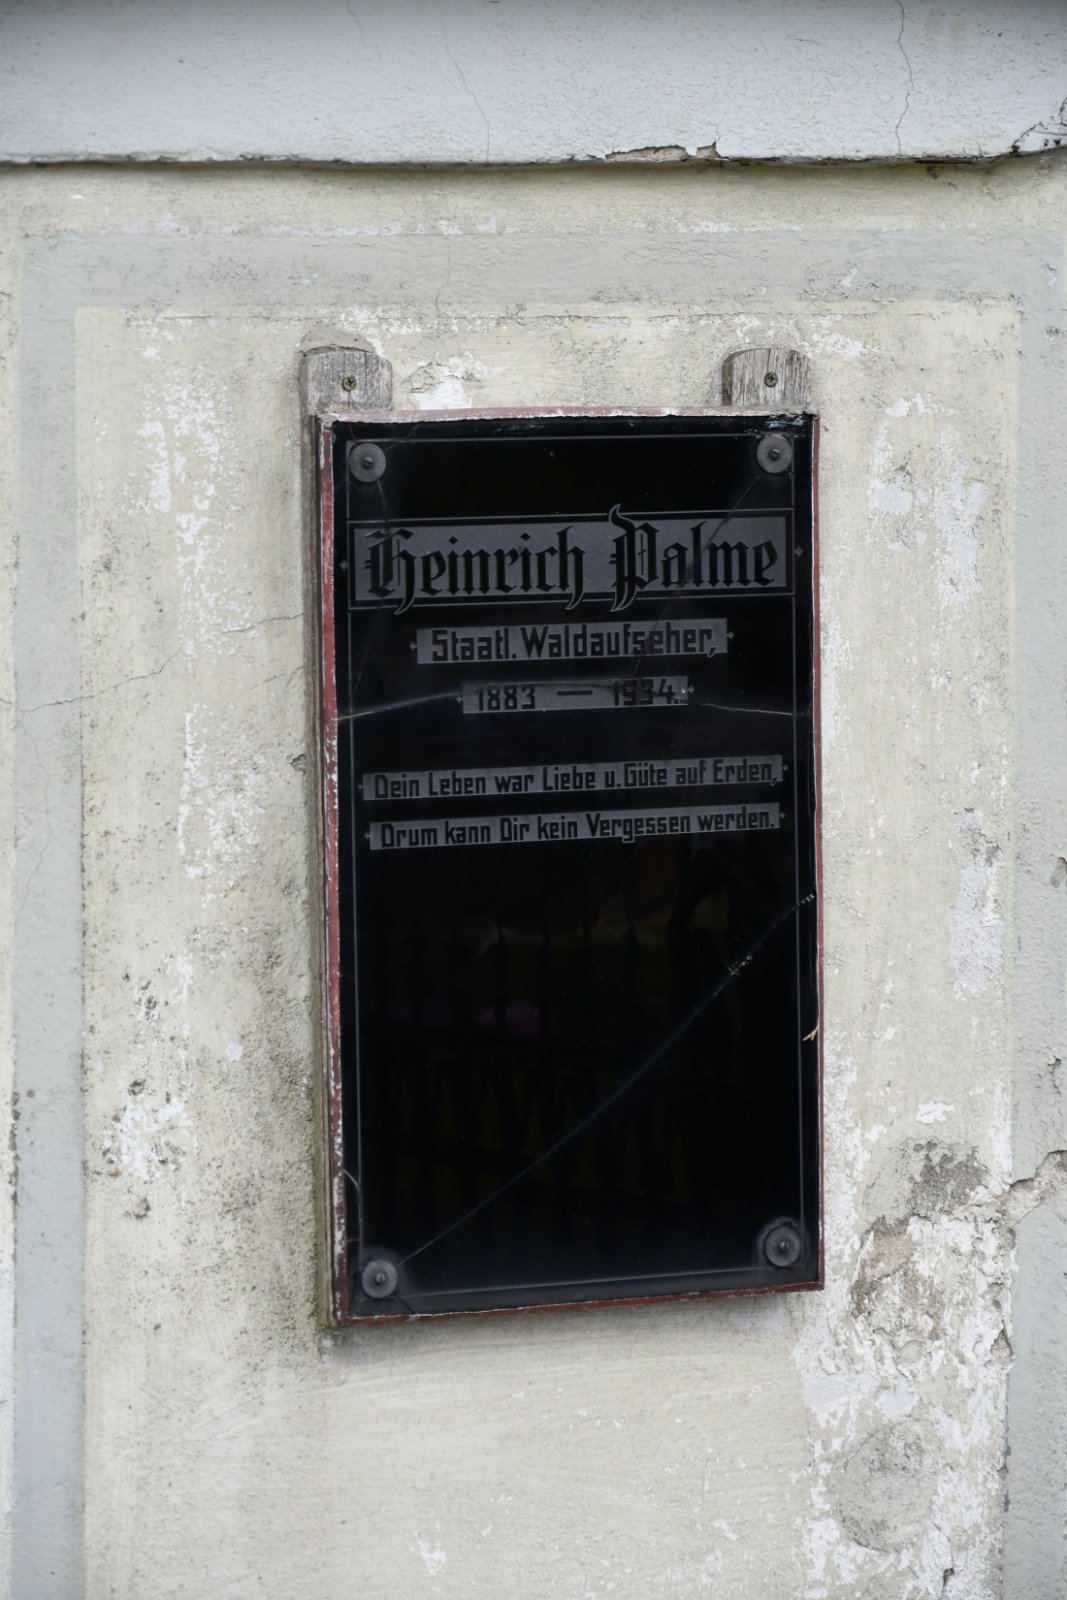 Heinrich Palme
Staatl. Waldaufseher,
1883 — 1934.
Dein Leben war Liebe u. Güte auf Erden,
Drum kann Dir kein Vergessen werden.